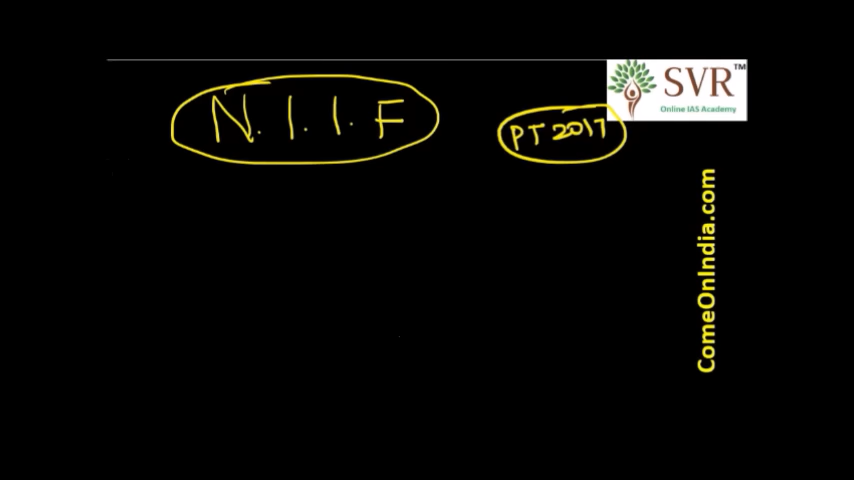 N.I.I.F
PT 2017
SVR™
Online IAS Academy
ComeOnIndia.com